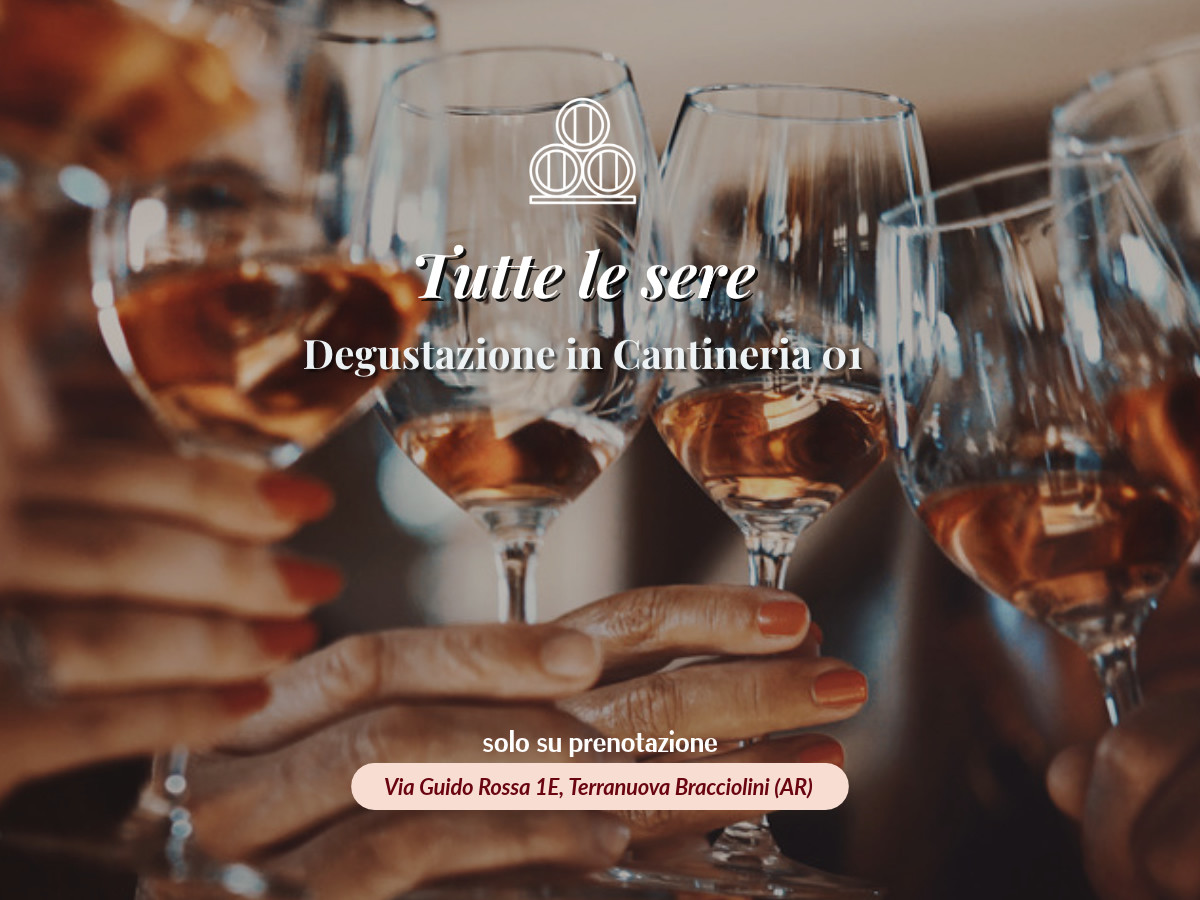 Tutte le sere
Degustazione in Cantineria 01
solo su prenotazione
Via Guido Rossa 1E, Terranuova Bracciolini (AR)